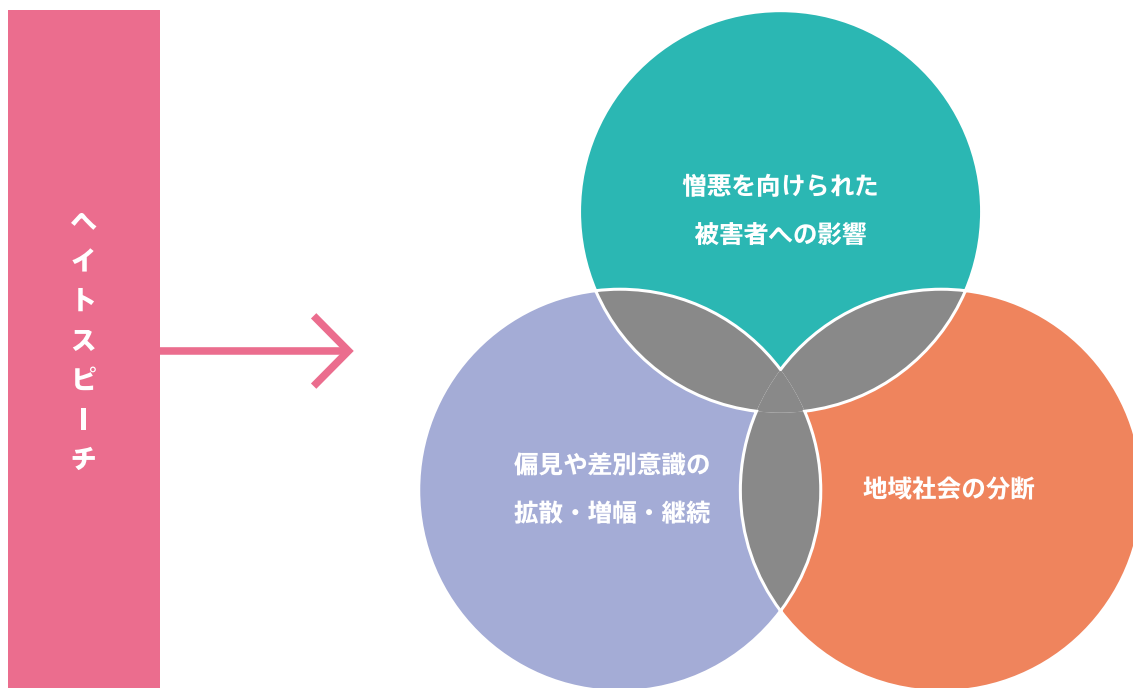 ヘイトスピーチ
憎悪を向けられた
被害者への影響
偏見や差別意識の
拡散・増幅・継続
地域社会の分断